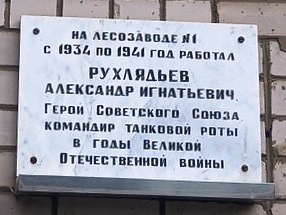 НА ЛЕСОЗАВОДЕ №1
С 1934 ПО 1941 ГОД РАБОТАЛ
РУХЛЯДЬЕВ
АЛЕКСАНДР ИГНАТЬЕВИЧ.
ГЕРОЙ СОВЕТСКОГО СОЮЗА
КОМАНДИР ТАНКОВОЙ РОТЫ
В ГОДЫ ВЕЛИКОЙ
ОТЕЧЕСТВЕННОЙ ВОЙНЫ